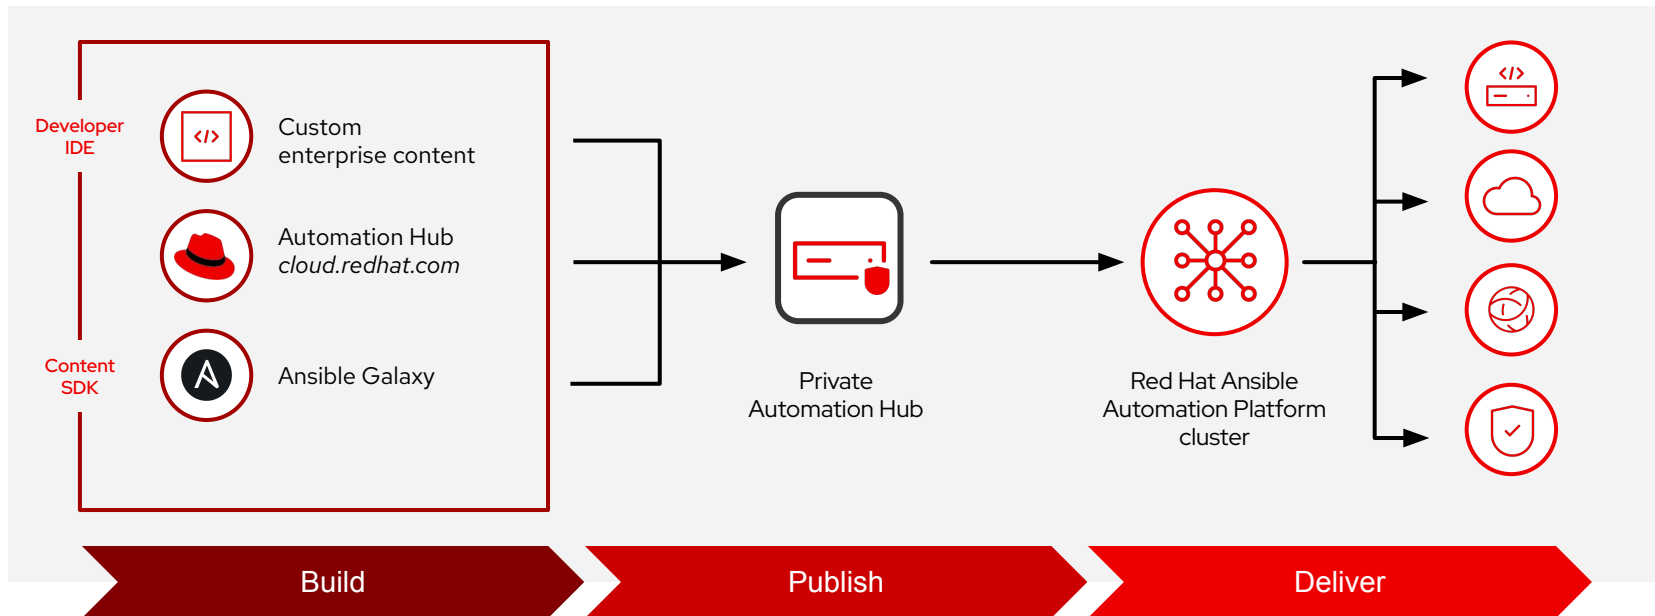 Developer
IDE
</>
Custom
enterprise content
Automation Hub
cloud.redhat.com
Content
SDK
Ansible Galaxy
Private
Automation Hub
Red Hat Ansible
Automation Platform
cluster
</>
Build
Publish
Deliver